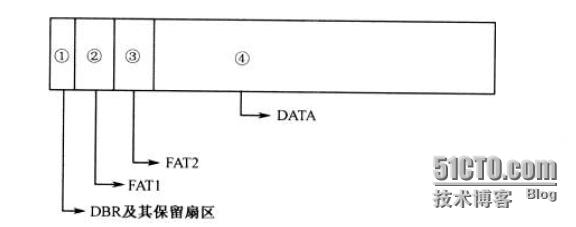 ① ② ③ ④
DATA
FAT2
FAT1
DBR及其保留扇区
51CTO.com
技术博客 Blog